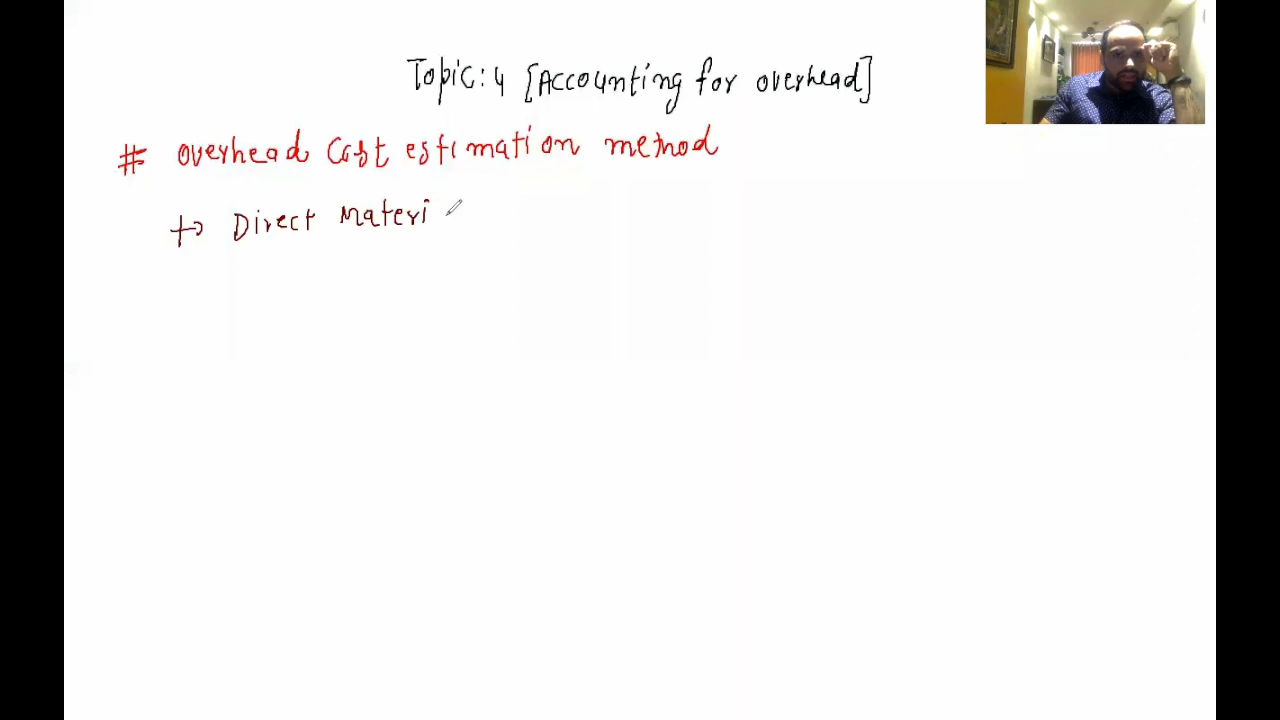 Topic: 4 [Accounting for overhead]
# overhead Cost estimation method
→ Direct Materi